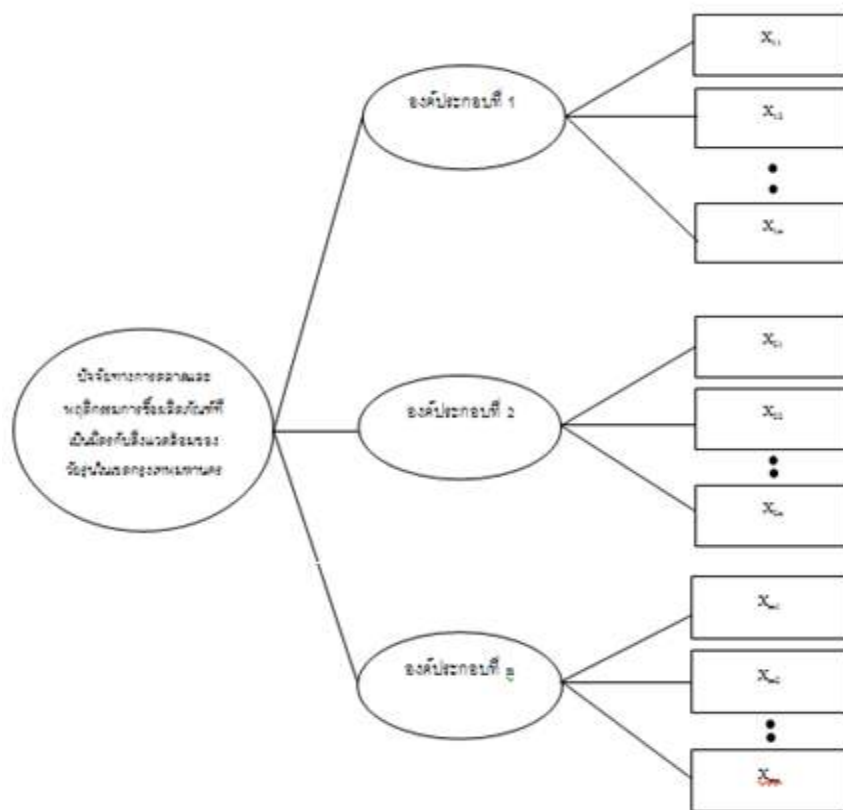 X₁₁
องค์ประกอบที่ 1
X₁₂
X₁ₙ
ปัจจัยทางการตลาดและ
พฤติกรรมการซื้อผลิตภัณฑ์ที่
เป็นมิตรกับสิ่งแวดล้อมของ
วัยรุ่นในเขตกรุงเทพมหานคร
X₂₁
องค์ประกอบที่ 2
X₂₂
X₂ₙ
Xₘ₁
องค์ประกอบที่
Xₘ₂